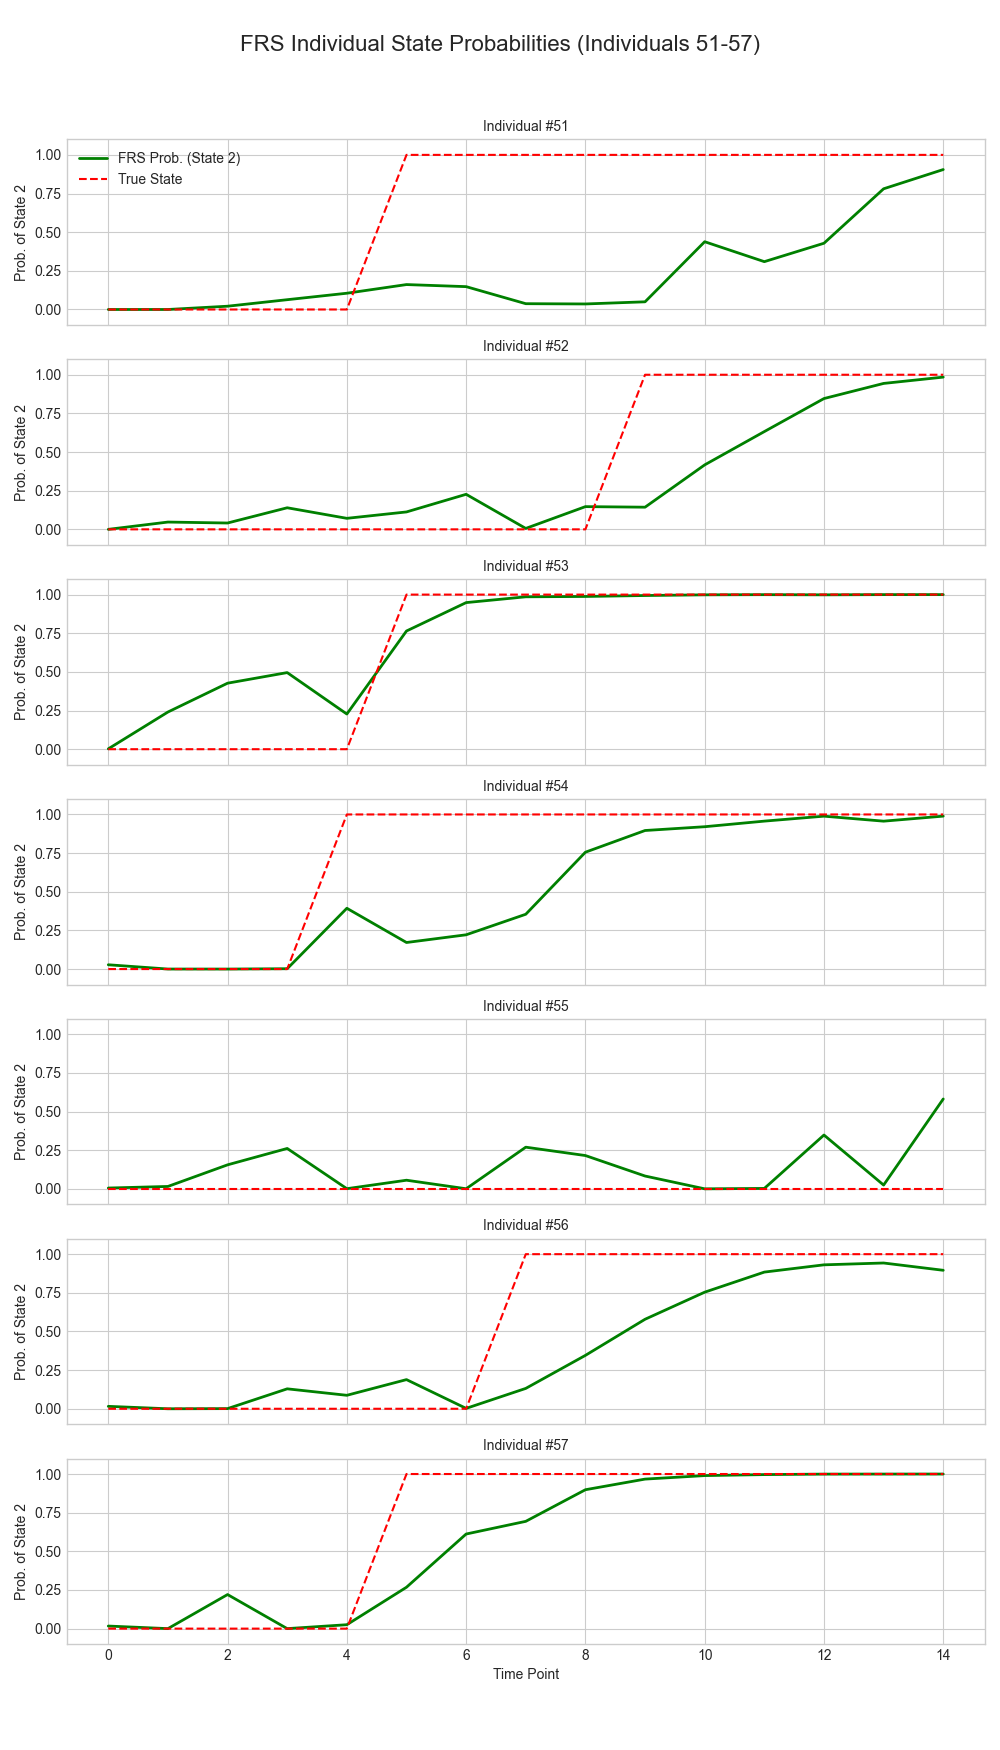 FRS Individual State Probabilities (Individuals 51-57)
Individual #51
1.00
0.75
0.50
0.25
0.00
Prob. of State 2
FRS Prob. (State 2)
True State
Individual #52
1.00
0.75
0.50
0.25
0.00
Prob. of State 2
Individual #53
1.00
0.75
0.50
0.25
0.00
Prob. of State 2
Individual #54
1.00
0.75
0.50
0.25
0.00
Prob. of State 2
Individual #55
1.00
0.75
0.50
0.25
0.00
Prob. of State 2
Individual #56
1.00
0.75
0.50
0.25
0.00
Prob. of State 2
Individual #57
1.00
0.75
0.50
0.25
0.00
Prob. of State 2
0 2 4 6 8 10 12 14
Time Point